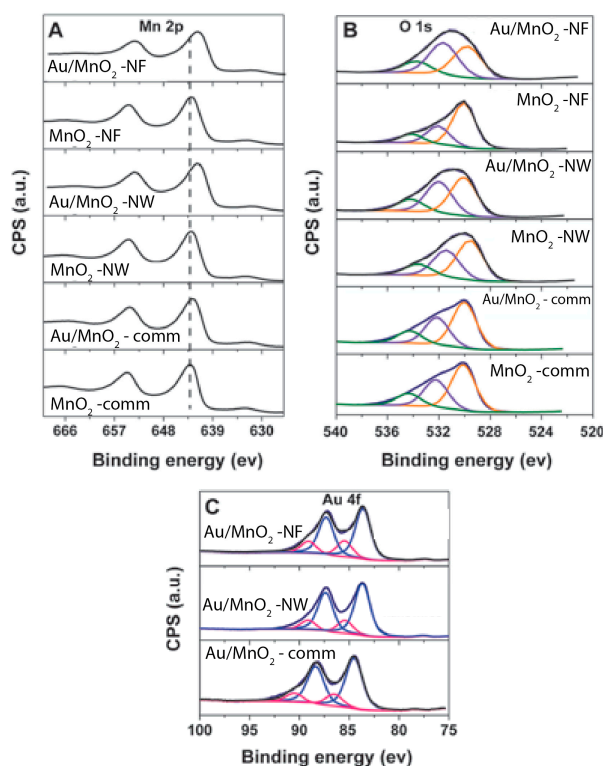 A
Mn 2p
Au/MnO2 -NF
MnO2 -NF
Au/MnO2 -NW
MnO2 -NW
Au/MnO2 - comm
MnO2 -comm
CPS (a.u.)
666 657 648 639 630
Binding energy (ev)
B
O 1s
Au/MnO2 -NF
MnO2 -NF
Au/MnO2 -NW
MnO2 -NW
Au/MnO2 - comm
MnO2 -comm
CPS (a.u.)
540 536 532 528 524 520
Binding energy (ev)
C
Au 4f
Au/MnO2 -NF
Au/MnO2 -NW
Au/MnO2 - comm
CPS (a.u.)
100 95 90 85 80 75
Binding energy (ev)